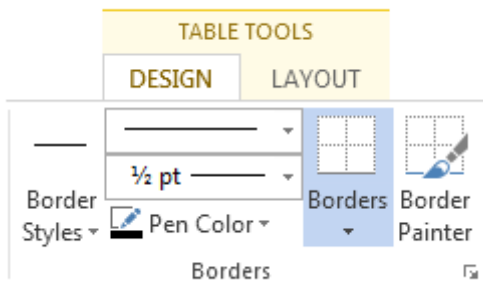 TABLE TOOLS
DESIGN LAYOUT
½ pt
Border Styles
Pen Color
Borders
Border Painter
Borders